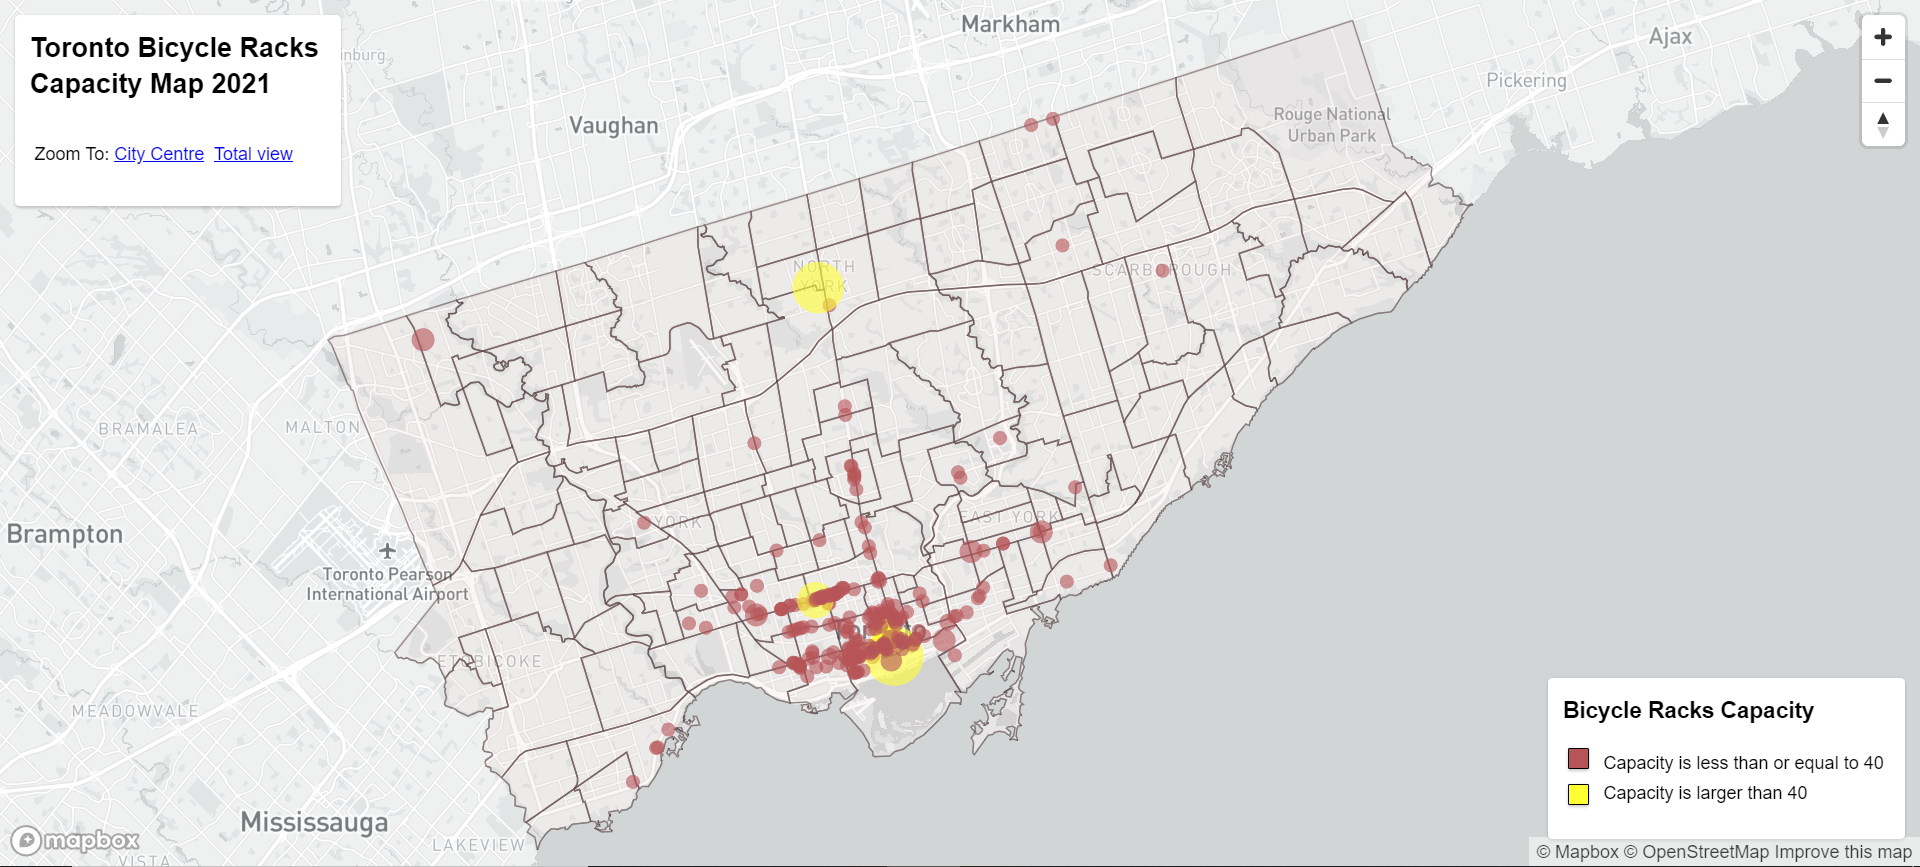 Toronto Bicycle Racks
Capacity Map 2021
Zoom To: City Centre Total view
Markham
Ajax
Pickering
Vaughan
Rouge National
Urban Park
NORTH
YORK
SCARBOROUGH
BRAMALEA
MALTON
Brampton
YORK
EAST YORK
Toronto Pearson
International Airport
ETOBICOKE
MEADOWVALE
Mississauga
LAKEVIEW
VISTA
mapbox
Bicycle Racks Capacity
Capacity is less than or equal to 40
Capacity is larger than 40
© Mapbox © OpenStreetMap Improve this map